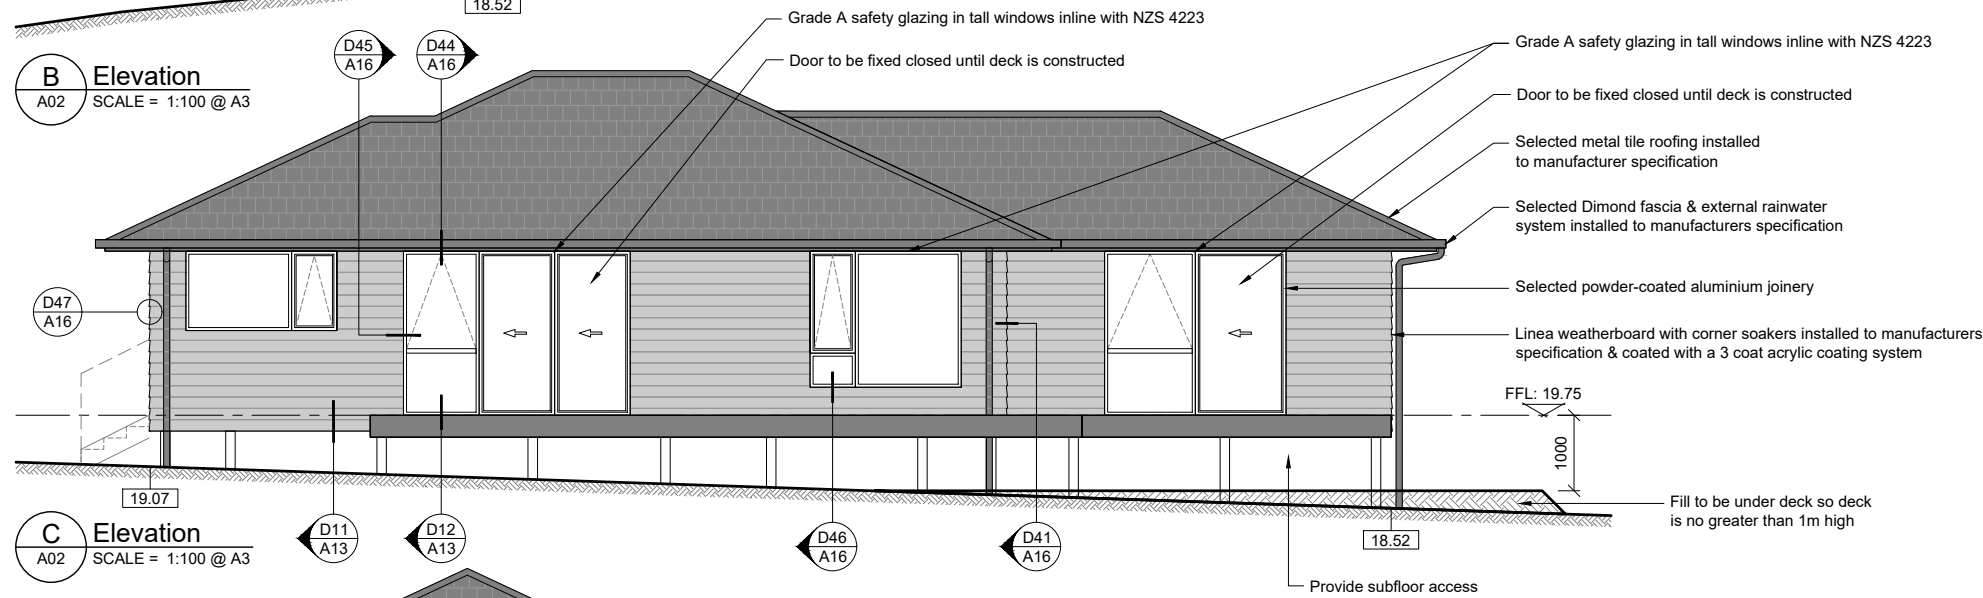 18.52
Grade A safety glazing in tall windows inline with NZS 4223
Door to be fixed closed until deck is constructed
D45
A16
D44
A16
B
A02
Elevation
SCALE = 1:100 @ A3
Grade A safety glazing in tall windows inline with NZS 4223
Door to be fixed closed until deck is constructed
Selected metal tile roofing installed
to manufacturer specification
Selected Dimond fascia & external rainwater
system installed to manufacturers specification
D47
A16
Selected powder-coated aluminium joinery
Linea weatherboard with corner soakers installed to manufacturers
specification & coated with a 3 coat acrylic coating system
FFL: 19.75
1000
19.07
Fill to be under deck so deck
is no greater than 1m high
C
A02
Elevation
SCALE = 1:100 @ A3
D11
A13
D12
A13
D46
A16
D41
A16
18.52
Provide subfloor access